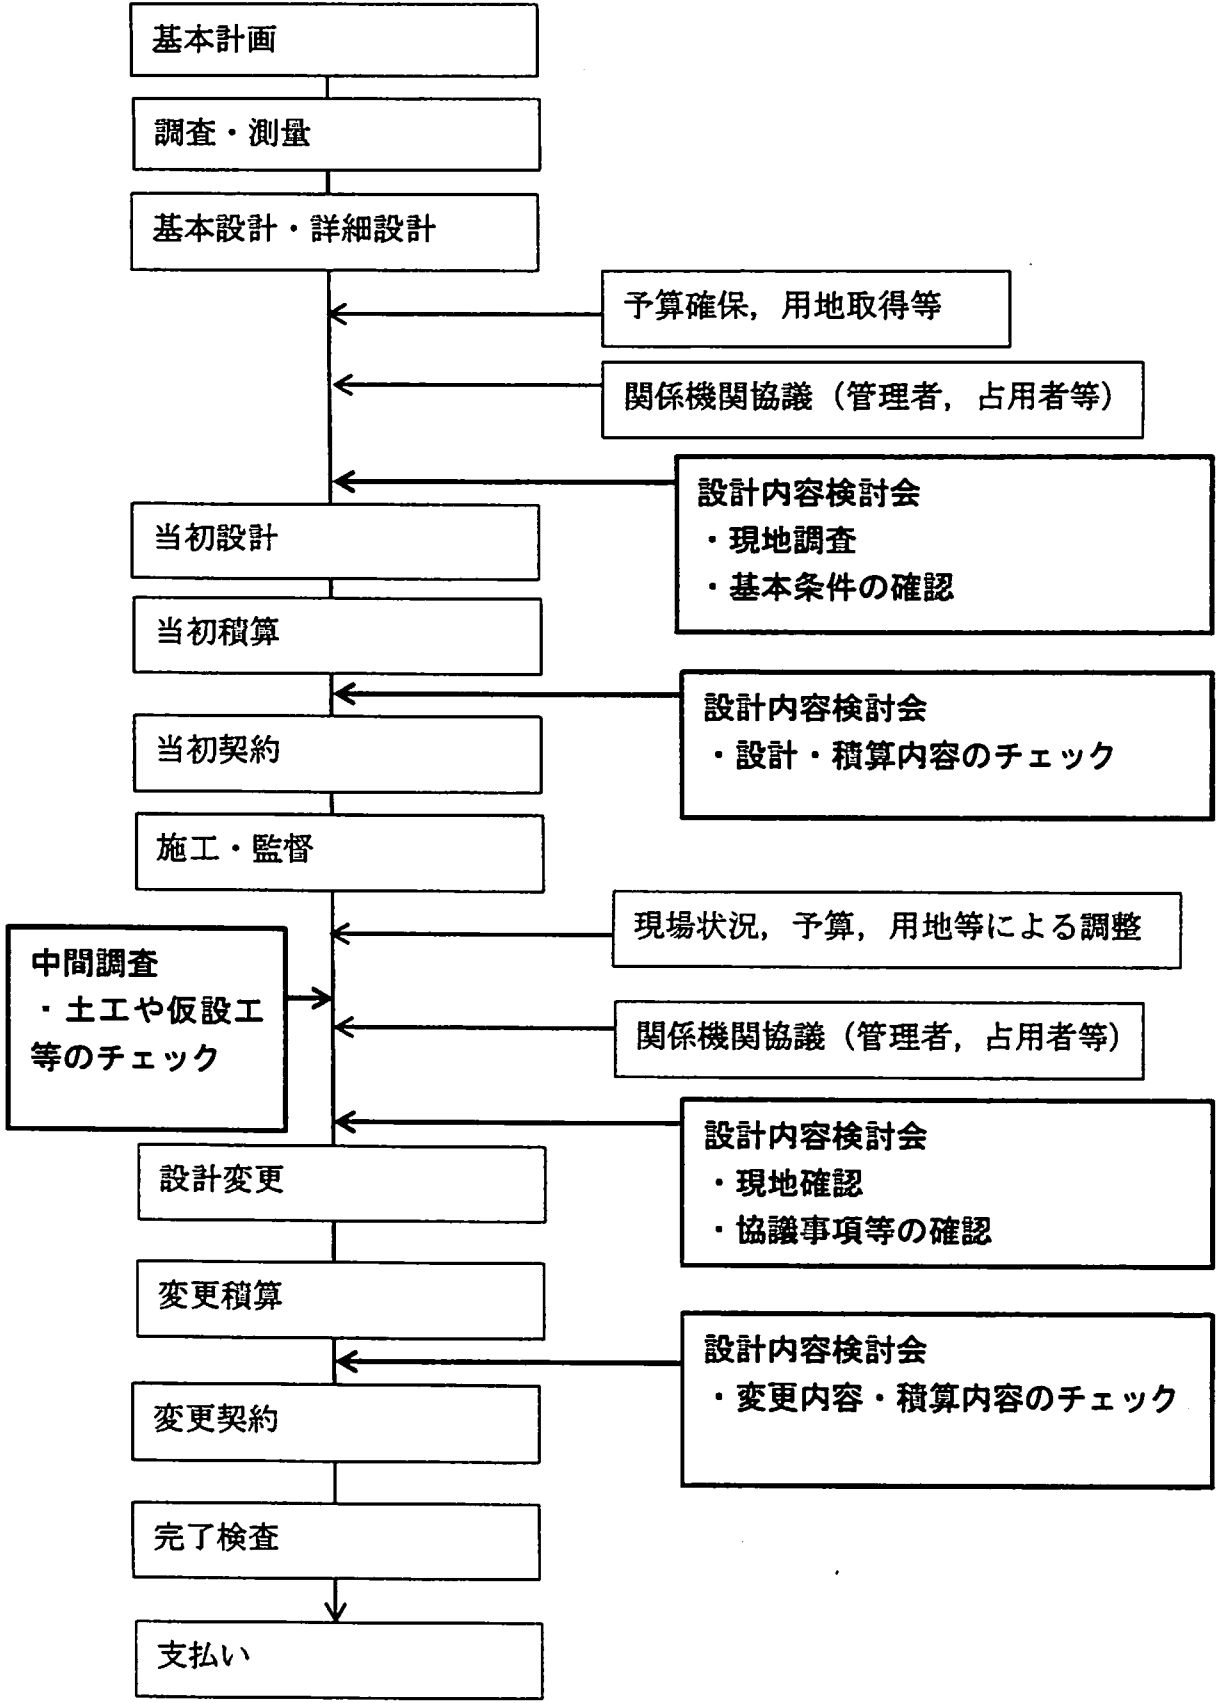 基本計画
調査・測量
基本設計・詳細設計
予算確保，用地取得等
関係機関協議（管理者，占用者等）
設計内容検討会
・現地調査
・基本条件の確認
当初設計
当初積算
設計内容検討会
・設計・積算内容のチェック
当初契約
施工・監督
現場状況，予算，用地等による調整
中間調査
・土工や仮設工
等のチェック
関係機関協議（管理者，占用者等）
設計内容検討会
・現地確認
・協議事項等の確認
設計変更
変更積算
設計内容検討会
・変更内容・積算内容のチェック
変更契約
完了検査
支払い